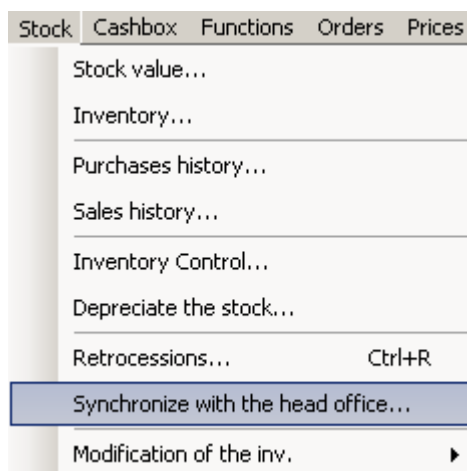 Stock Cashbox Functions Orders Prices
Stock value...
Inventory...
Purchases history...
Sales history...
Inventory Control...
Depreciate the stock...
Retrocessions... Ctrl+R
Synchronize with the head office...
Modification of the inv.